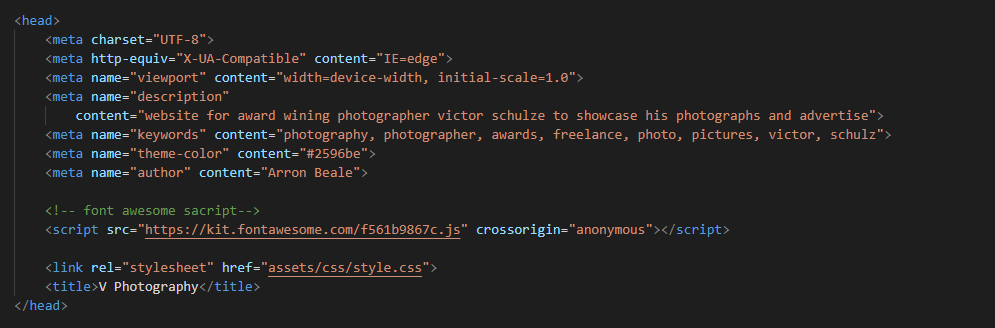 <head>
<meta charset="UTF-8">
<meta http-equiv="X-UA-Compatible" content="IE=edge">
<meta name="viewport" content="width=device-width, initial-scale=1.0">
<meta name="description"
content="website for award wining photographer victor schulze to showcase his photographs and advertise">
<meta name="keywords" content="photography, photographer, awards, freelance, photo, pictures, victor, schulz">
<meta name="theme-color" content="#2596be">
<meta name="author" content="Arron Beale">
<!-- font awesome sacript-->
<script src="https://kit.fontawesome.com/f561b9867c.js" crossorigin="anonymous"></script>
<link rel="stylesheet" href="assets/css/style.css">
<title>V Photography</title>
</head>